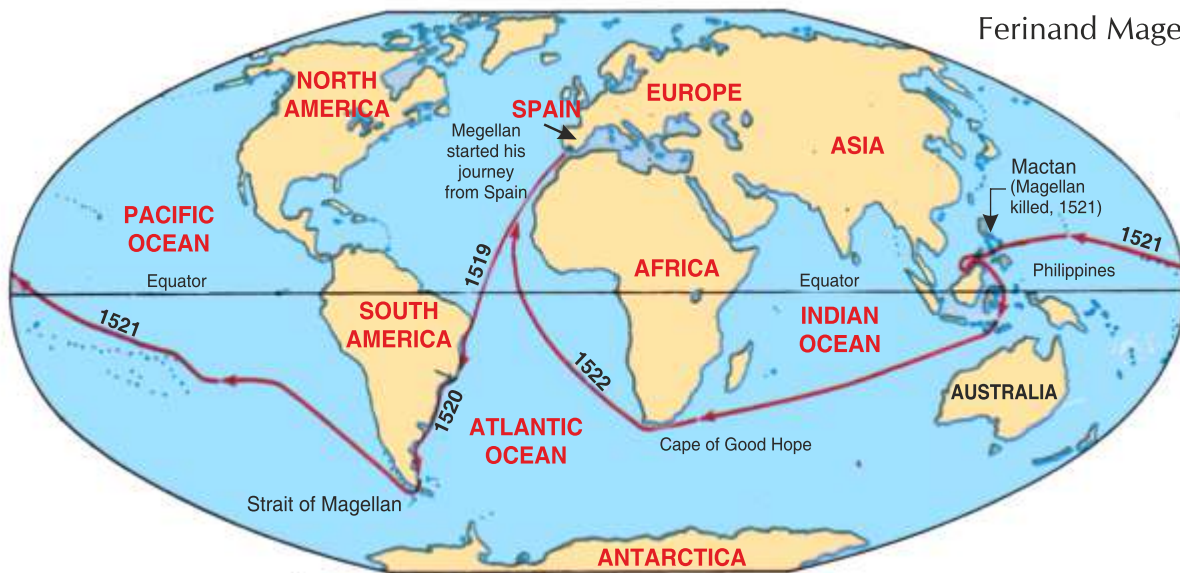 Ferinand Mage
NORTH
AMERICA
SPAIN
EUROPE
Megellan
started his
journey
from Spain
ASIA
Mactan
(Magellan
killed, 1521)
PACIFIC
OCEAN
1519
1521
Equator
AFRICA
Equator
Philippines
SOUTH
AMERICA
INDIAN
OCEAN
1521
1522
1520
AUSTRALIA
ATLANTIC
OCEAN
Cape of Good Hope
Strait of Magellan
ANTARCTICA